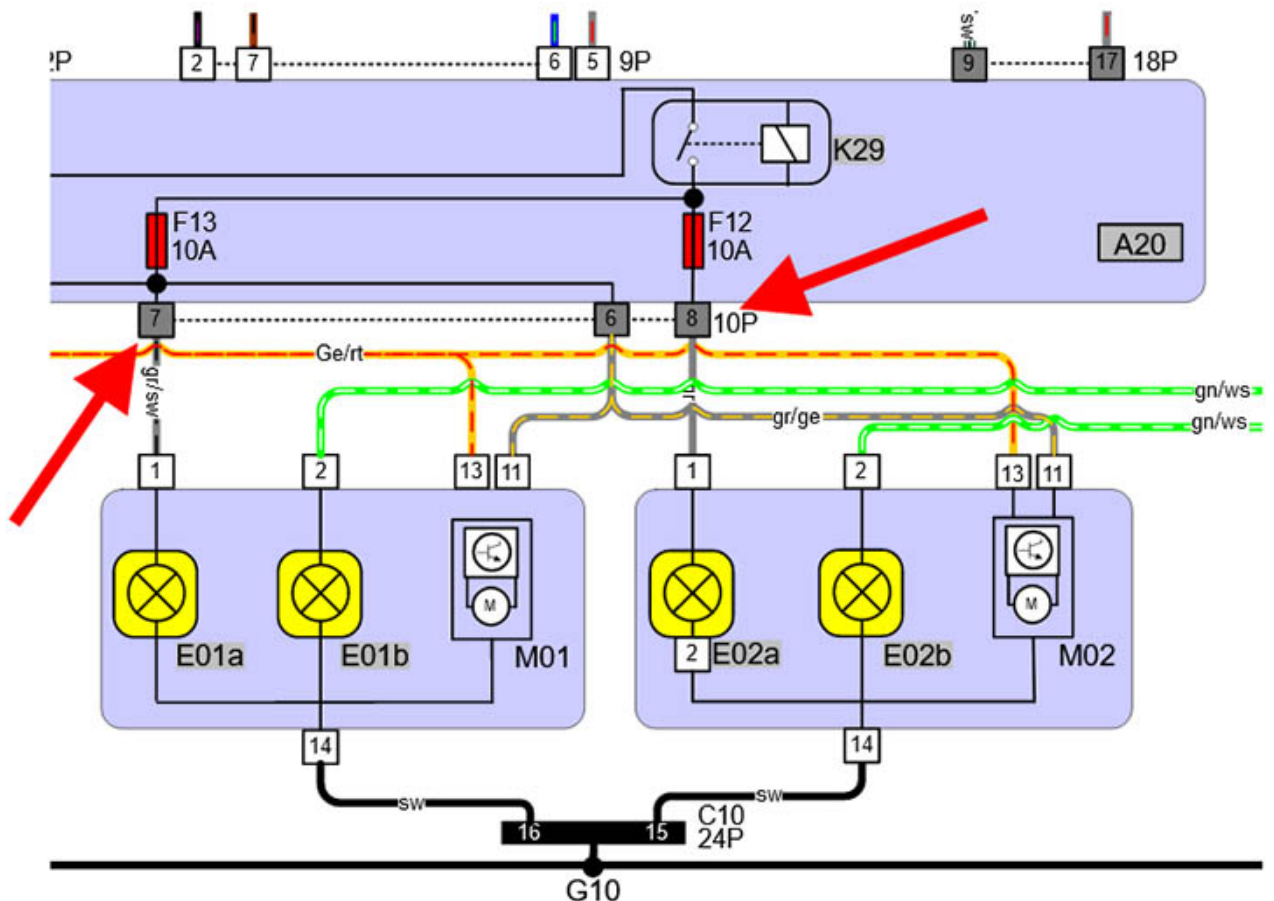 2P
2
7
6
5
9P
'sw
9
17
18P
K29
F13
10A
F12
10A
A20
7
6
8
10P
Ge/rt
gr/sw
gr
gn/ws
gr/ge
gn/ws
1
2
13
11
1
2
13
11
M
M
E01a
E01b
M01
2
E02a
E02b
M02
14
14
sw
sw
C10
16
15
24P
G10